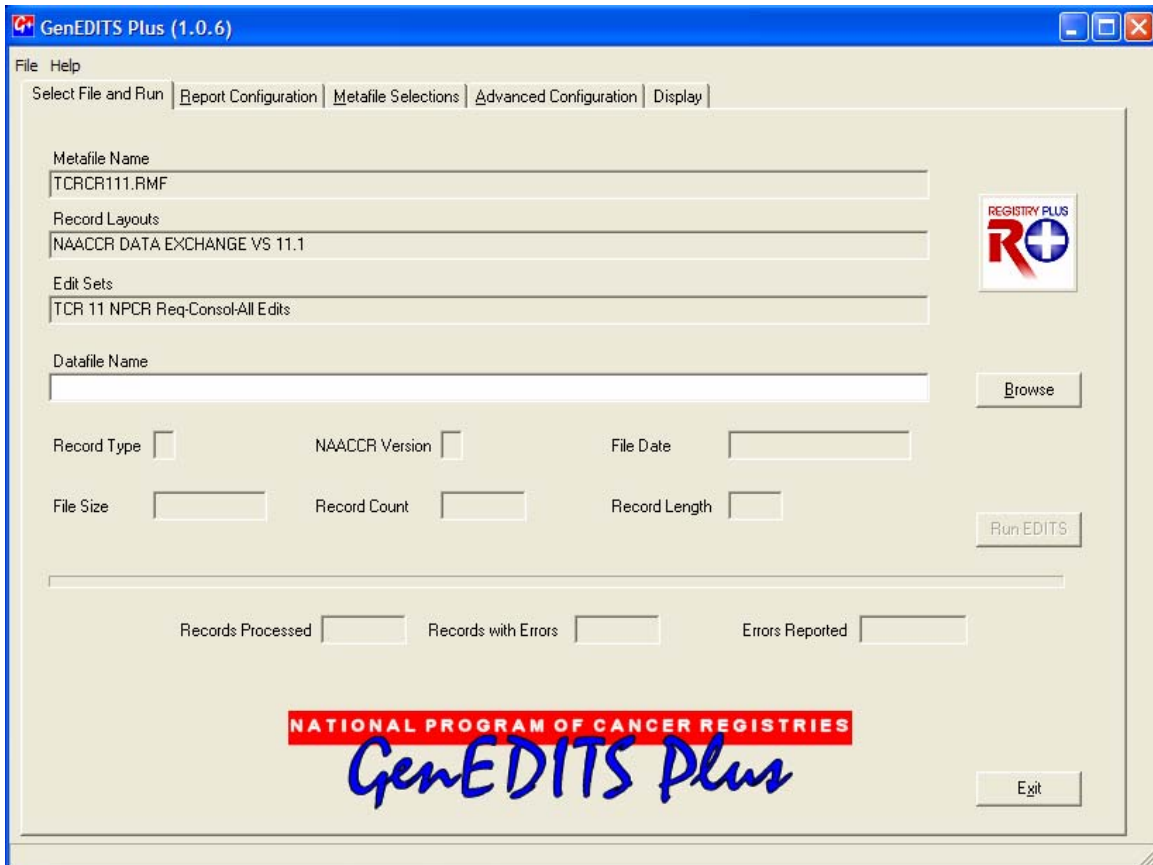 GenEDITS Plus (1.0.6)
File Help
Select File and Run Report Configuration Metafile Selections Advanced Configuration Display
Metafile Name
TCRCR111.RMF
Record Layouts
NAACCR DATA EXCHANGE VS 11.1
REGISTRY PLUS
R
Edit Sets
TCR 11 NPCR Req-Consol-All Edits
Datafile Name
Browse
Record Type NAACCR Version File Date
File Size Record Count Record Length
Run EDITS
Records Processed Records with Errors Errors Reported
NATIONAL PROGRAM OF CANCER REGISTRIES
GenEDITS Plus
Exit